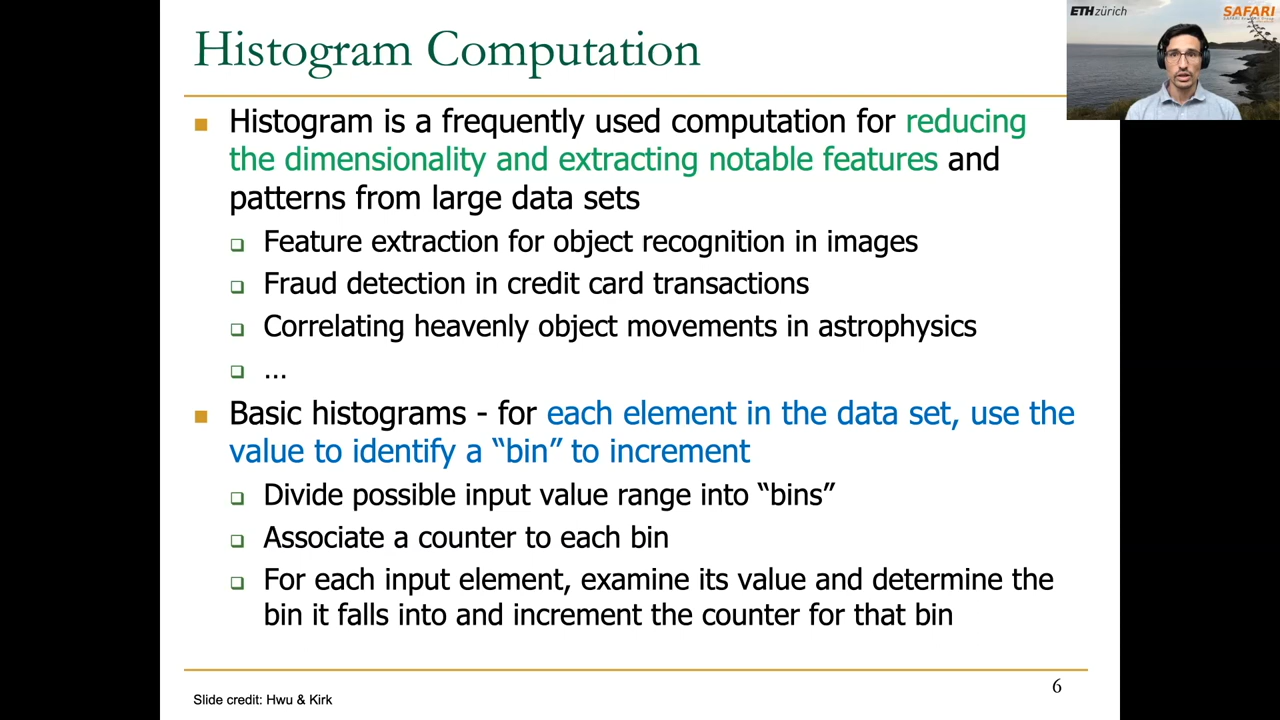 Histogram Computation
ETH zürich
SAFARI
Histogram is a frequently used computation for reducing
the dimensionality and extracting notable features and
patterns from large data sets
Feature extraction for object recognition in images
Fraud detection in credit card transactions
Correlating heavenly object movements in astrophysics
...
Basic histograms - for each element in the data set, use the
value to identify a “bin” to increment
Divide possible input value range into “bins”
Associate a counter to each bin
For each input element, examine its value and determine the
bin it falls into and increment the counter for that bin
Slide credit: Hwu & Kirk
6